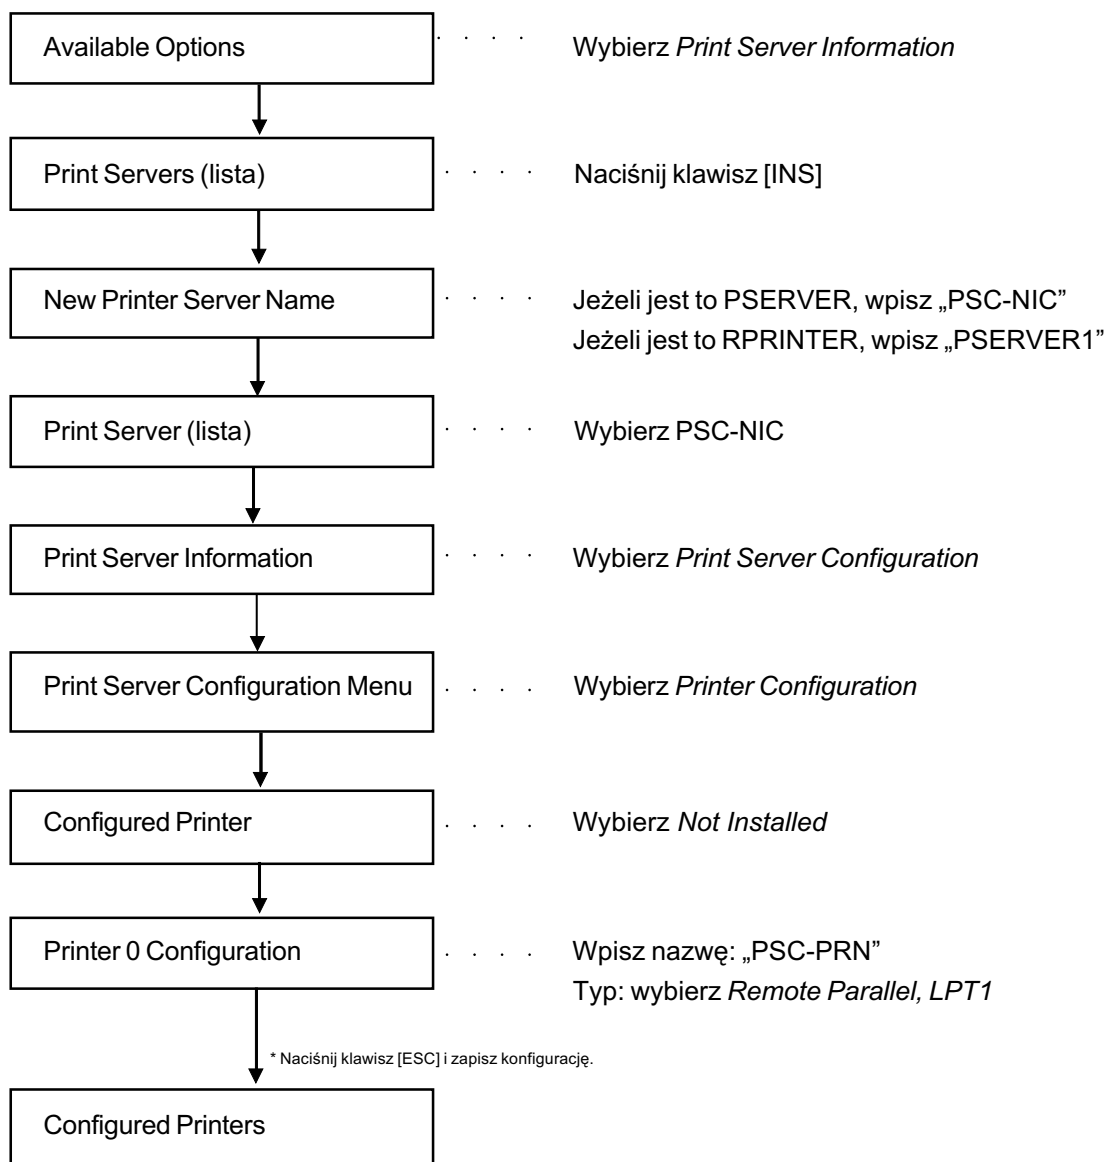 Available Options . . . . Wybierz Print Server Information
Print Servers (lista) . . . . Naciśnij klawisz [INS]
New Printer Server Name . . . . Jeżeli jest to PSERVER, wpisz „PSC-NIC”
Jeżeli jest to RPRINTER, wpisz „PSERVER1”
Print Server (lista) . . . . Wybierz PSC-NIC
Print Server Information . . . . Wybierz Print Server Configuration
Print Server Configuration Menu . . . . Wybierz Printer Configuration
Configured Printer . . . . Wybierz Not Installed
Printer 0 Configuration . . . . Wpisz nazwę: „PSC-PRN”
Typ: wybierz Remote Parallel, LPT1
* Naciśnij klawisz [ESC] i zapisz konfigurację.
Configured Printers